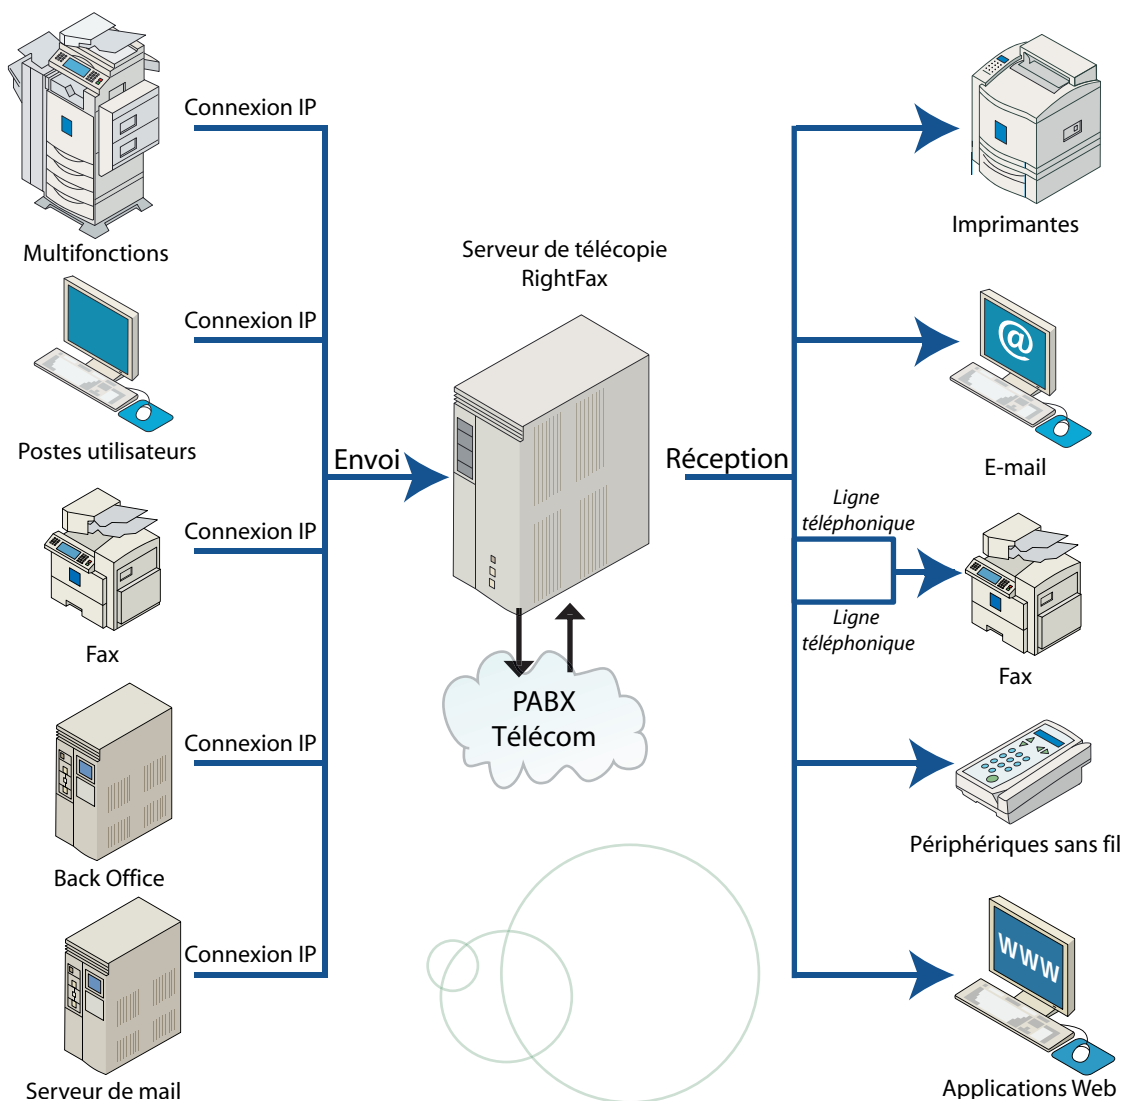 Connexion IP
Multifonctions
Connexion IP
Postes utilisateurs
Connexion IP
Fax
Connexion IP
Back Office
Connexion IP
Serveur de mail
Envoi
Serveur de télécopie
RightFax
PABX
Télécom
Réception
Imprimantes
@
E-mail
Ligne
téléphonique
Ligne
téléphonique
Fax
Périphériques sans fil
WWW
Applications Web